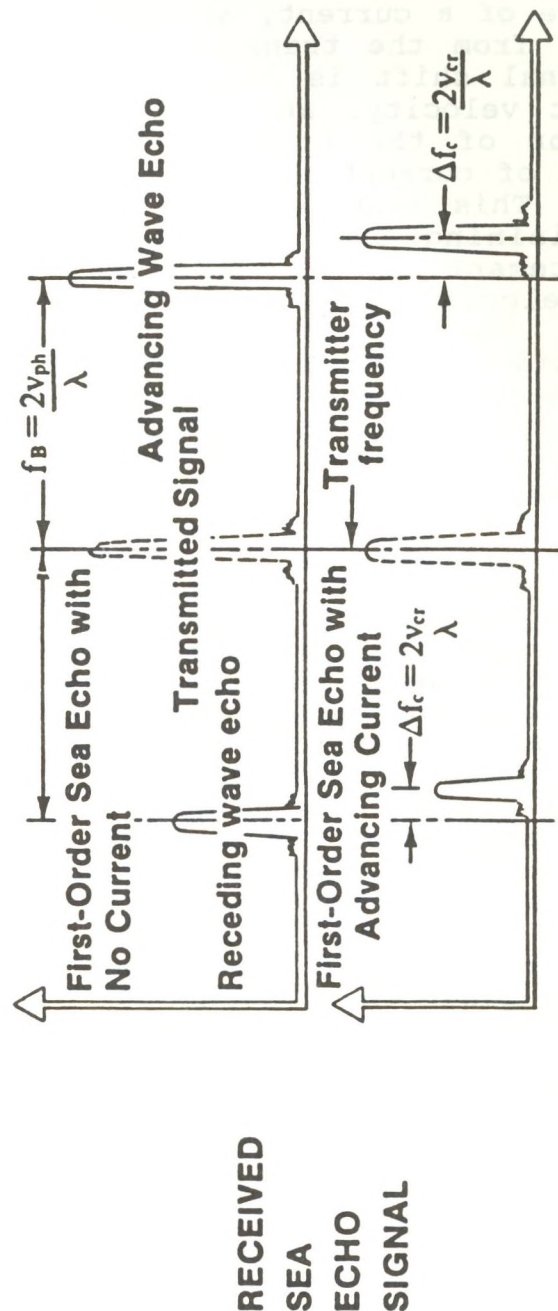 RECEIVED
SEA
ECHO
SIGNAL
First-Order Sea Echo with
No Current
f_B = 2v_ph / λ
Receding wave echo
Transmitted Signal
Advancing Wave Echo
First-Order Sea Echo with
Advancing Current
Transmitter
frequency
Δf_c = 2v_cr / λ
Δf_c = 2v_cr / λ